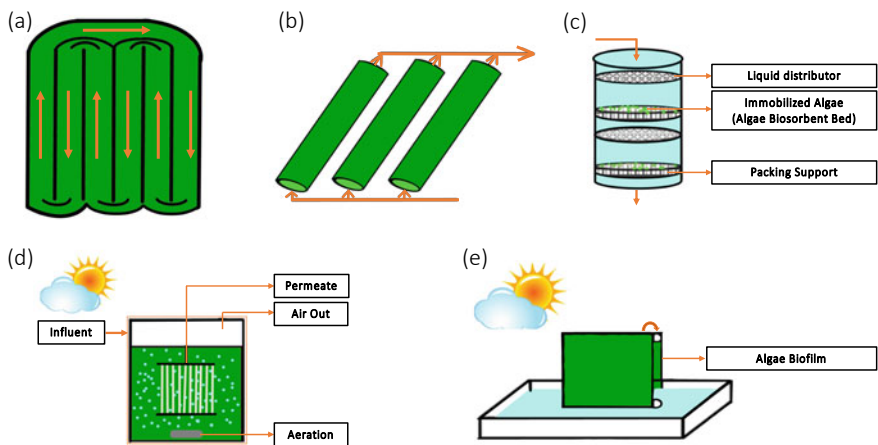 (a)
(b)
(c)
Liquid distributor
Immobilized Algae
(Algae Biosorbent Bed)
Packing Support
(d)
Permeate
Air Out
Influent
Aeration
(e)
Algae Biofilm